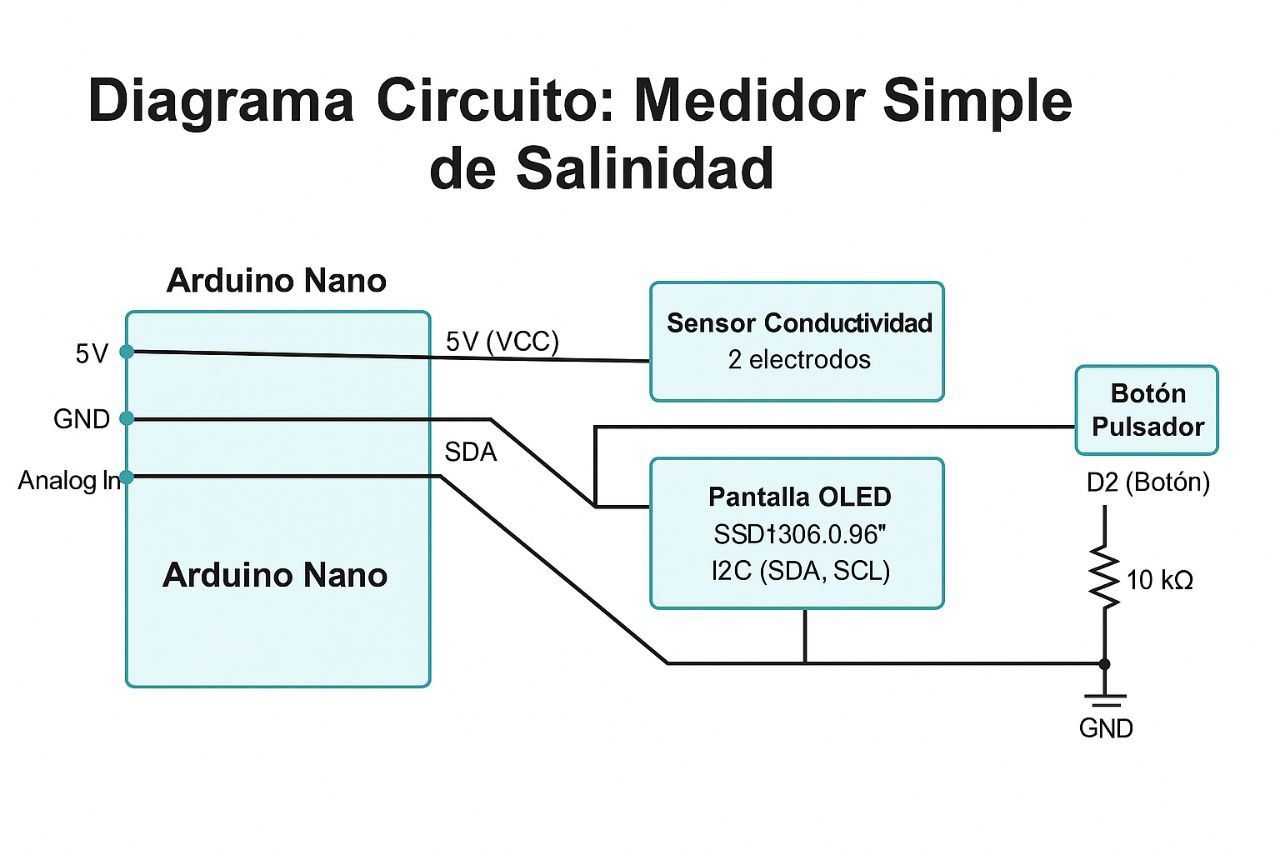 Diagrama Circuito: Medidor Simple
de Salinidad
Arduino Nano
5V
GND
Analog In
Arduino Nano
5V (VCC)
SDA
Sensor Conductividad
2 electrodos
Pantalla OLED
SSD1306.0.96"
I2C (SDA, SCL)
Botón
Pulsador
D2 (Botón)
10 kΩ
GND